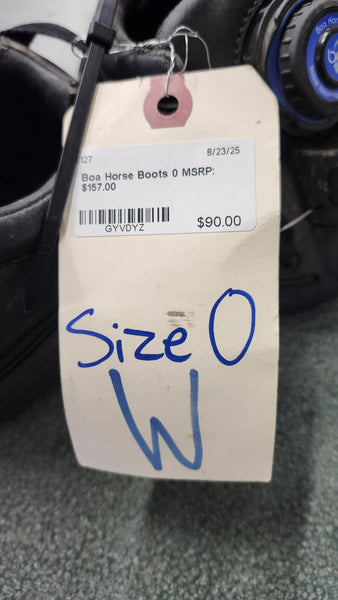 127 8/23/25
Boa Horse Boots 0 MSRP:
$157.00
GYVDYZ $90.00
Size 0
W